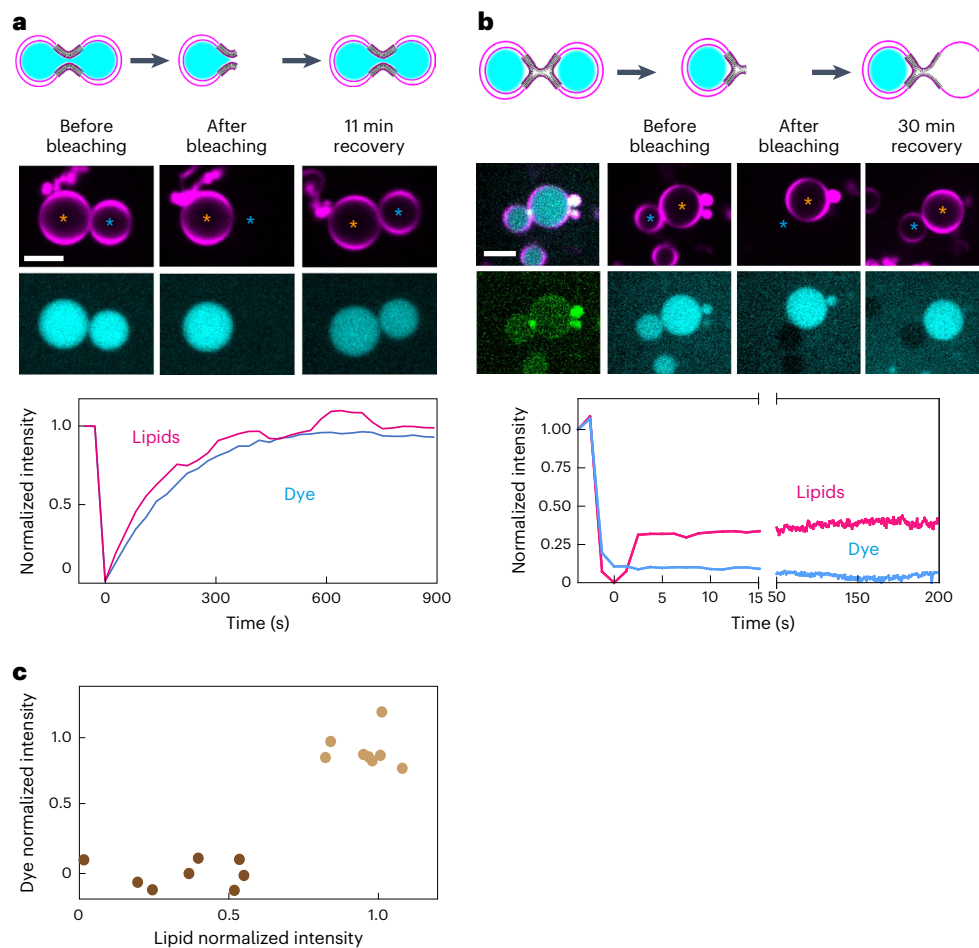 a
Before
bleaching
After
bleaching
11 min
recovery
*
*
*
*
*
*
Normalized intensity
1.0
0.5
0
Lipids
Dye
0
300
600
900
Time (s)
b
Before
bleaching
After
bleaching
30 min
recovery
*
*
*
*
*
*
Normalized intensity
1.00
0.75
0.50
0.25
0
Lipids
Dye
0
5
10
15
50
150
200
Time (s)
c
Dye normalized intensity
1.0
0.5
0
0
0.5
1.0
Lipid normalized intensity